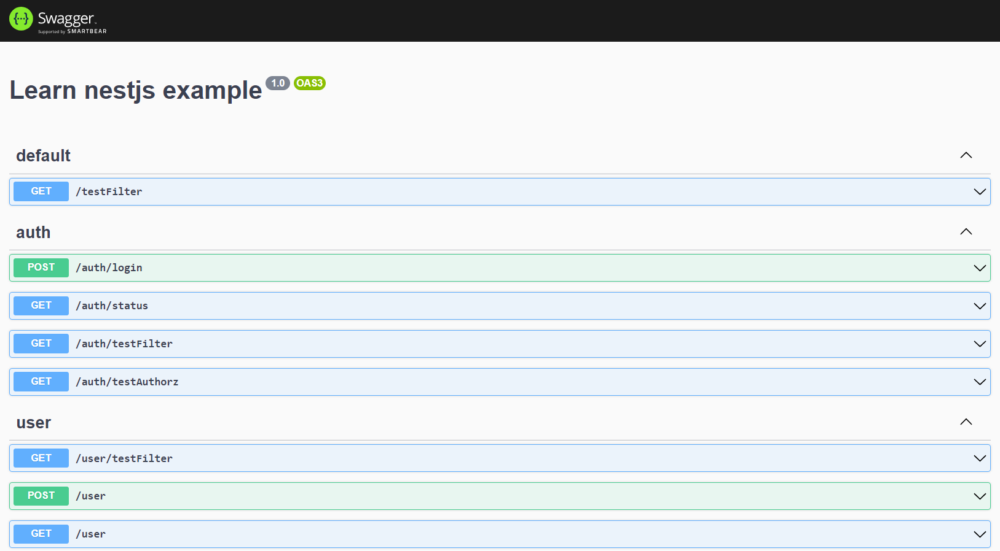 Swagger
Supported by SMARTBEAR
Learn nestjs example 1.0 OAS3
default
GET /testFilter
auth
POST /auth/login
GET /auth/status
GET /auth/testFilter
GET /auth/testAuthorz
user
GET /user/testFilter
POST /user
GET /user